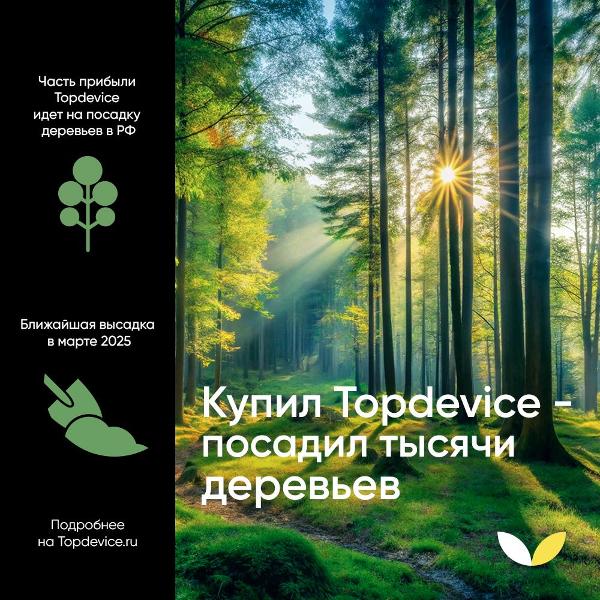 Часть прибыли
Topdevice
идет на посадку
деревьев в РФ
Ближайшая высадка
в марте 2025
Подробнее
на Topdevice.ru
Купил Topdevice -
посадил тысячи
деревьев